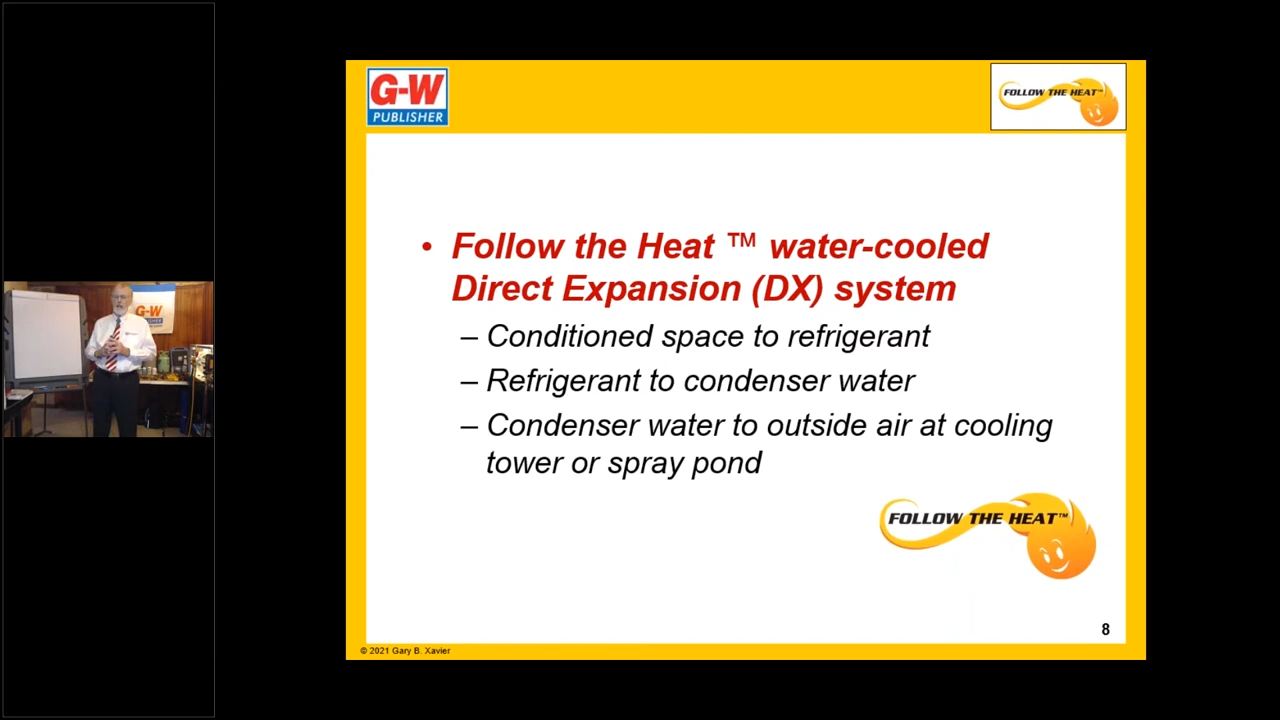 G-W
PUBLISHER
FOLLOW THE HEAT™
• Follow the Heat ™ water-cooled
Direct Expansion (DX) system
– Conditioned space to refrigerant
– Refrigerant to condenser water
– Condenser water to outside air at cooling
tower or spray pond
FOLLOW THE HEAT™
8
© 2021 Gary B. Xavier
G-W